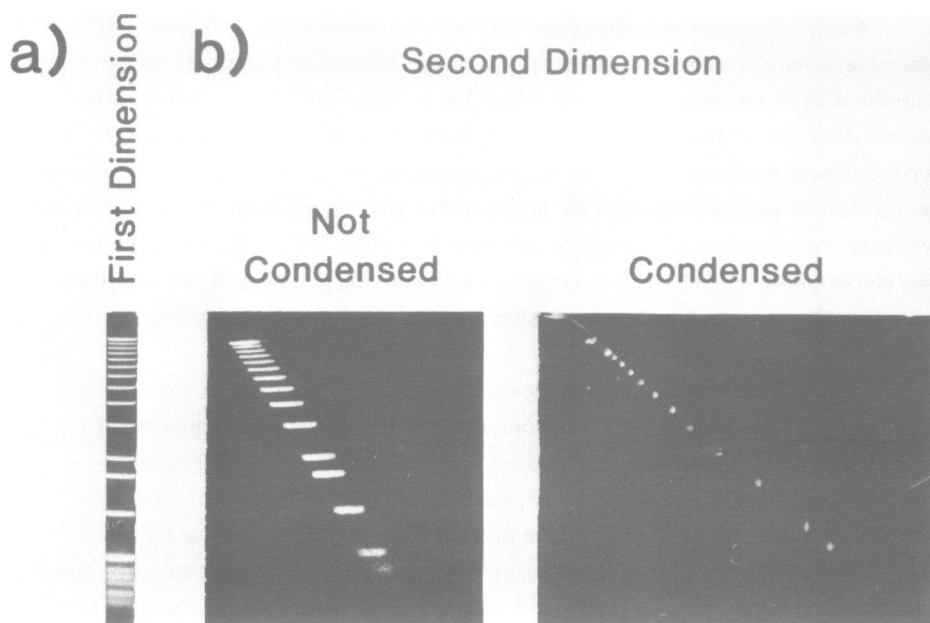 a)
First Dimension
b)
Second Dimension
Not
Condensed
Condensed